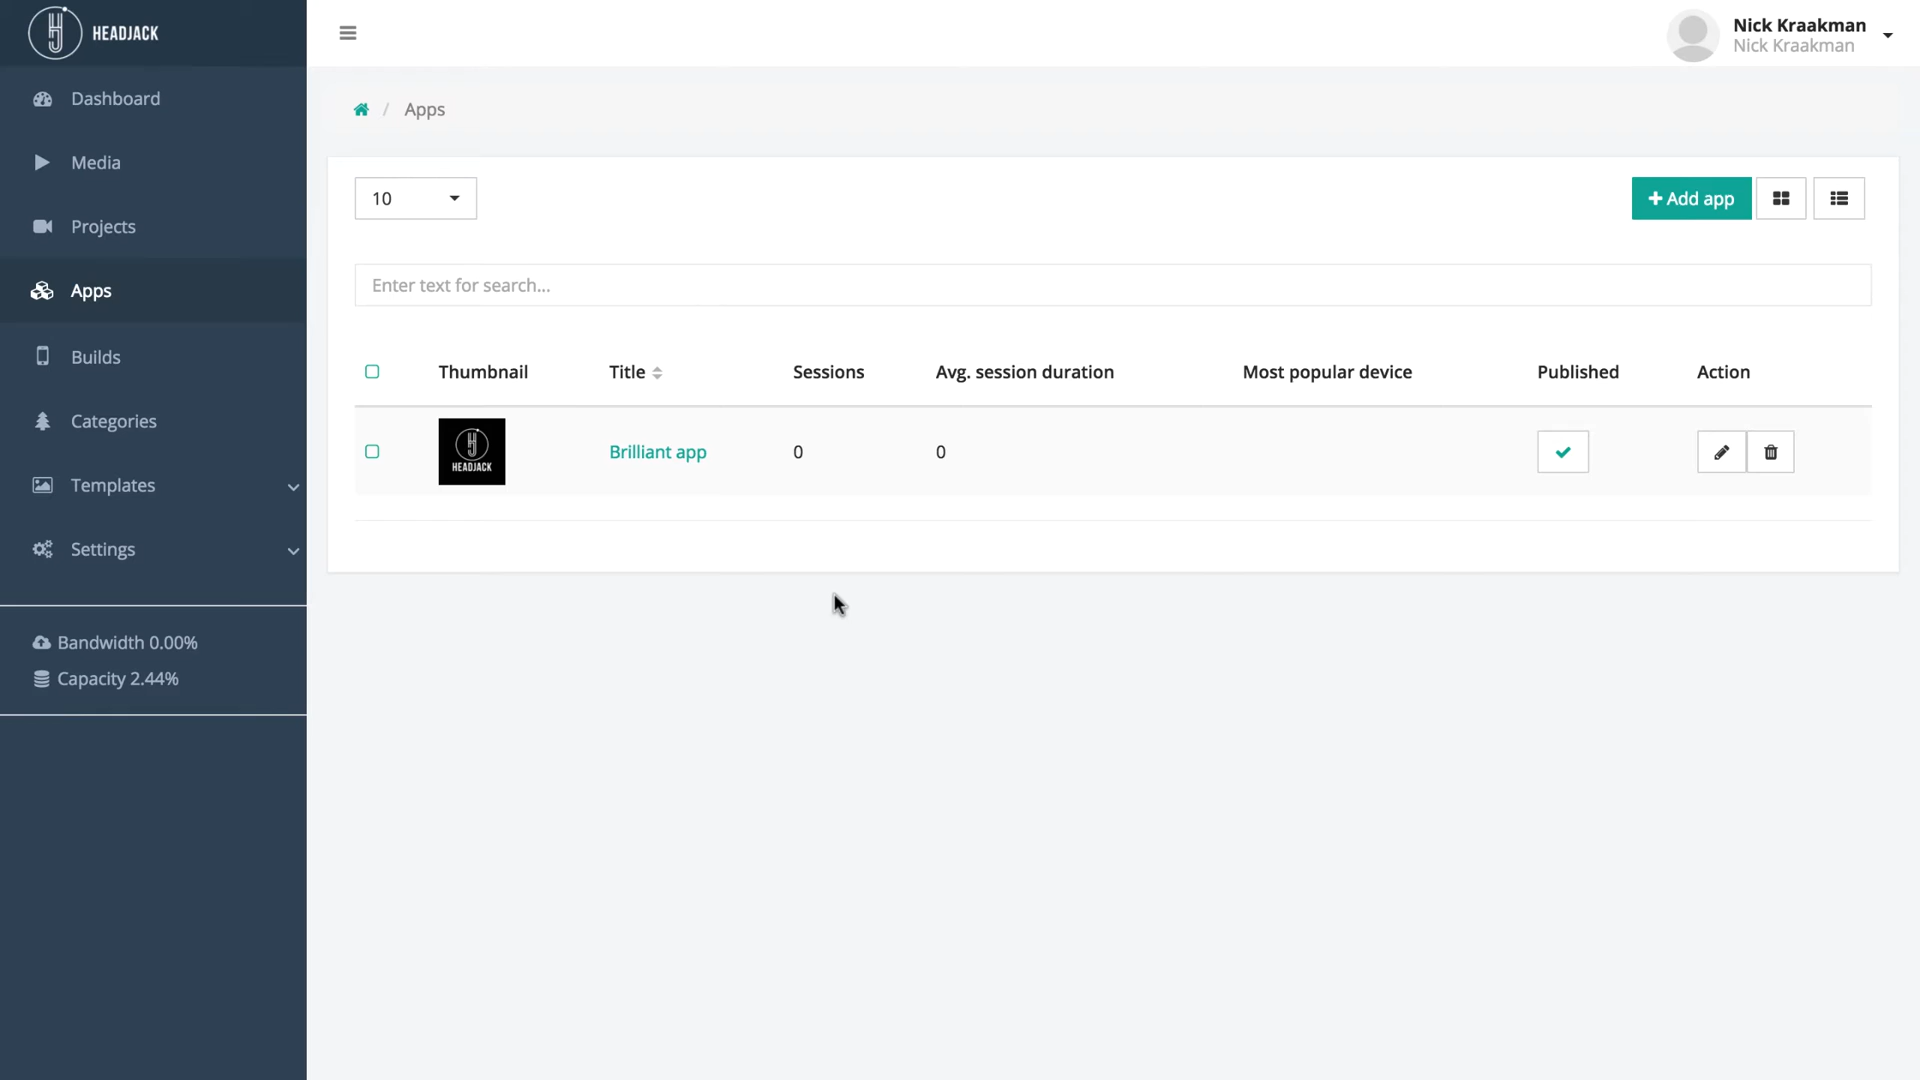 HEADJACK
Nick Kraakman
Nick Kraakman
Dashboard
Media
Projects
Apps
Builds
Categories
Templates
Settings
Bandwidth 0.00%
Capacity 2.44%
/ Apps
10
Add app
Enter text for search...
Thumbnail Title Sessions Avg. session duration Most popular device Published Action
HEADJACK Brilliant app 0 0